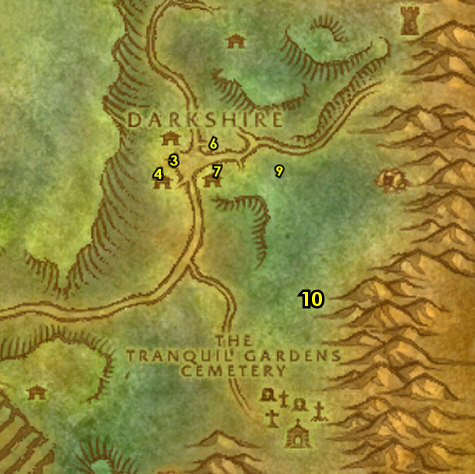 DARKSHIRE
6
3
4
7
9
10
THE
TRANQUIL GARDENS
CEMETERY